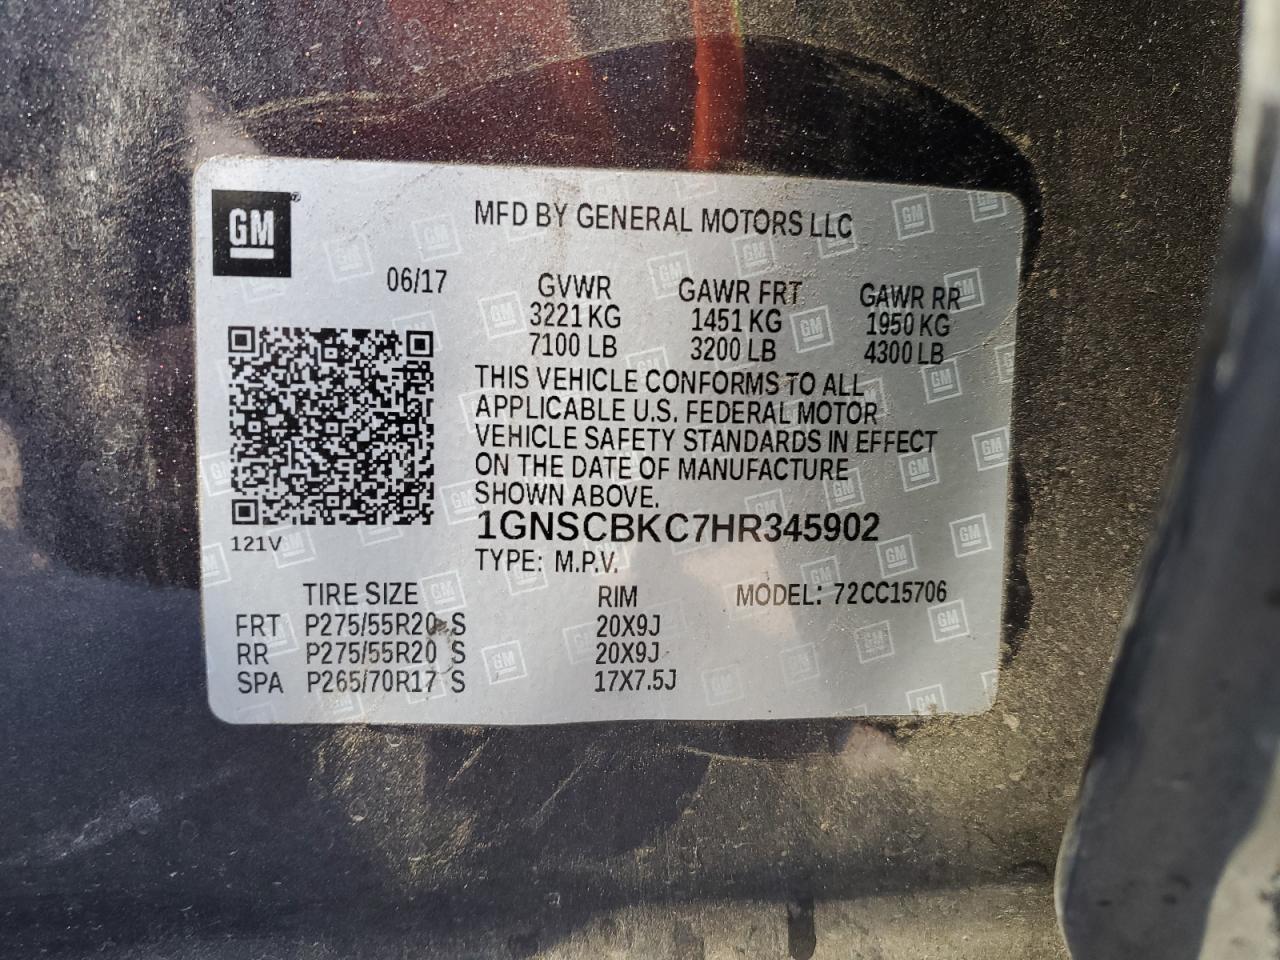 GM
MFD BY GENERAL MOTORS LLC
06/17
GVWR GAWR FRT GAWR RR
3221 KG 1451 KG 1950 KG
7100 LB 3200 LB 4300 LB
THIS VEHICLE CONFORMS TO ALL
APPLICABLE U.S. FEDERAL MOTOR
VEHICLE SAFETY STANDARDS IN EFFECT
ON THE DATE OF MANUFACTURE
SHOWN ABOVE.
1GNSCBKC7HR345902
121V
TYPE: M.P.V.
TIRE SIZE RIM MODEL: 72CC15706
FRT P275/55R20 S 20X9J
RR P275/55R20 S 20X9J
SPA P265/70R17 S 17X7.5J